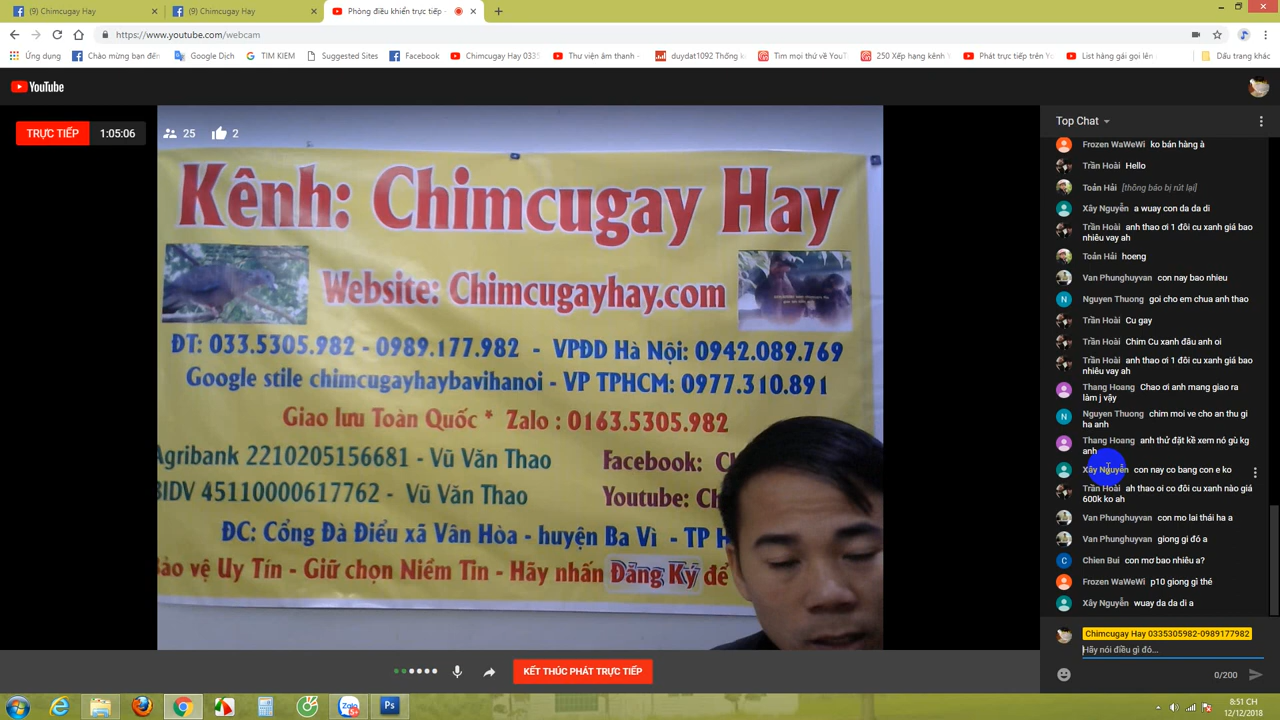 (9) Chimcugay Hay
(9) Chimcugay Hay
Phòng điều khiển trực tiếp -
https://www.youtube.com/webcam
Ứng dụng
Chào mừng bạn đến
Google Dịch
TIM KIEM
Suggested Sites
Facebook
Chimcugay Hay 033
Thư viện âm thanh -
duydat1092 Thống k
Tìm mọi thứ về YouT
250 Xếp hạng kênh Y
Phát trực tiếp trên Yo
List hàng gái gọi lên
Dấu trang khác
YouTube
TRỰC TIẾP 1:05:06
25 2
Kênh: Chimcugay Hay
Website: Chimcugayhay.com
ĐT: 033.5305.982 - 0989.177.982 - VPĐD Hà Nội: 0942.089.769
Google stile chimcugayhaybavihanoi - VP TPHCM: 0977.310.891
Giao lưu Toàn Quốc * Zalo : 0163.5305.982
Agribank 2210205156681 - Vũ Văn Thao Facebook: Ch
BIDV 45110000617762 - Vũ Văn Thao Youtube: Ch
ĐC: Cổng Đà Điểu xã Vân Hòa - huyện Ba Vì - TP H
Bảo vệ Uy Tín - Giữ chọn Niềm Tin - Hãy nhấn Đăng Ký để
KẾT THÚC PHÁT TRỰC TIẾP
Top Chat
Frozen WaWeWi ko bán hàng à
Trần Hoài Hello
Toản Hải [thông báo bị rút lại]
Xây Nguyễn a wuay con da da di
Trần Hoài anh thao ơi 1 đôi cu xanh giá bao
nhiêu vay ah
Toản Hải hoeng
Van Phunghuyvan con nay bao nhieu
Nguyen Thuong goi cho em chua anh thao
Trần Hoài Cu gay
Trần Hoài Chim Cu xanh đâu anh oi
Trần Hoài anh thao ơi 1 đôi cu xanh giá bao
nhiêu vay ah
Thang Hoang Chao ơi anh mang giao ra
làm j vậy
Nguyen Thuong chim moi ve cho an thu gi
ha anh
Thang Hoang anh thứ đặt kề xem nó gù kg
anh
Xây Nguyễn con nay co bang con e ko
Trần Hoài ah thao oi co đôi cu xanh nào giá
600k ko ah
Van Phunghuyvan con mo lai thái ha a
Van Phunghuyvan giong gi đó a
Chien Bui con mơ bao nhiêu a?
Frozen WaWeWi p10 giong gì thé
Xây Nguyễn wuay da da di a
Chimcugay Hay 0335305982-0989177982
Hãy nói điều gì đó...
0/200
8:51 CH
12/12/2018